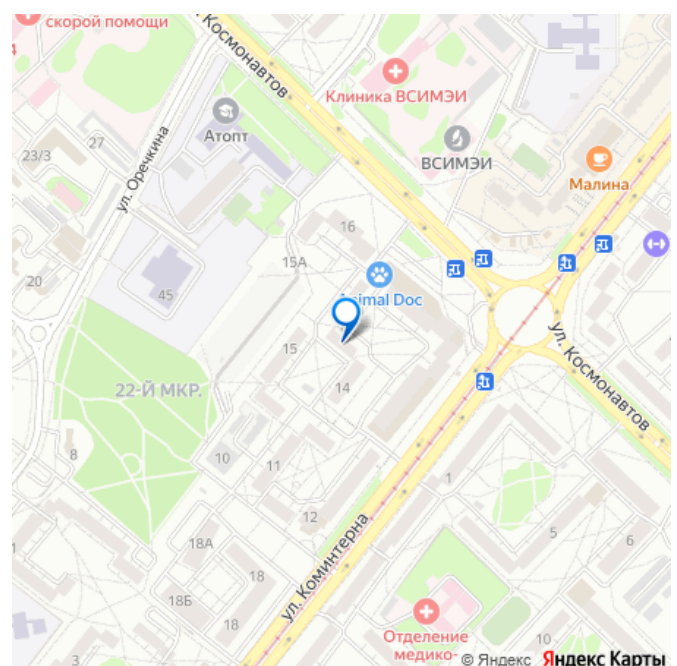 скорой помощи
4
ул. Космонавтов
Клиника ВСИМЭИ
Атопт
27
23/3
ул. Оречкина
ВСИМЭИ
Малина
16
15А
20
45
Animal Doc
15
14
22-Й МКР.
ул. Космонавтов
8
10
11
1
12
ул. Коминтерна
5
6
1
18А
18
18Б
18
3
10
Отделение
медико-
© Яндекс Яндекс Карты